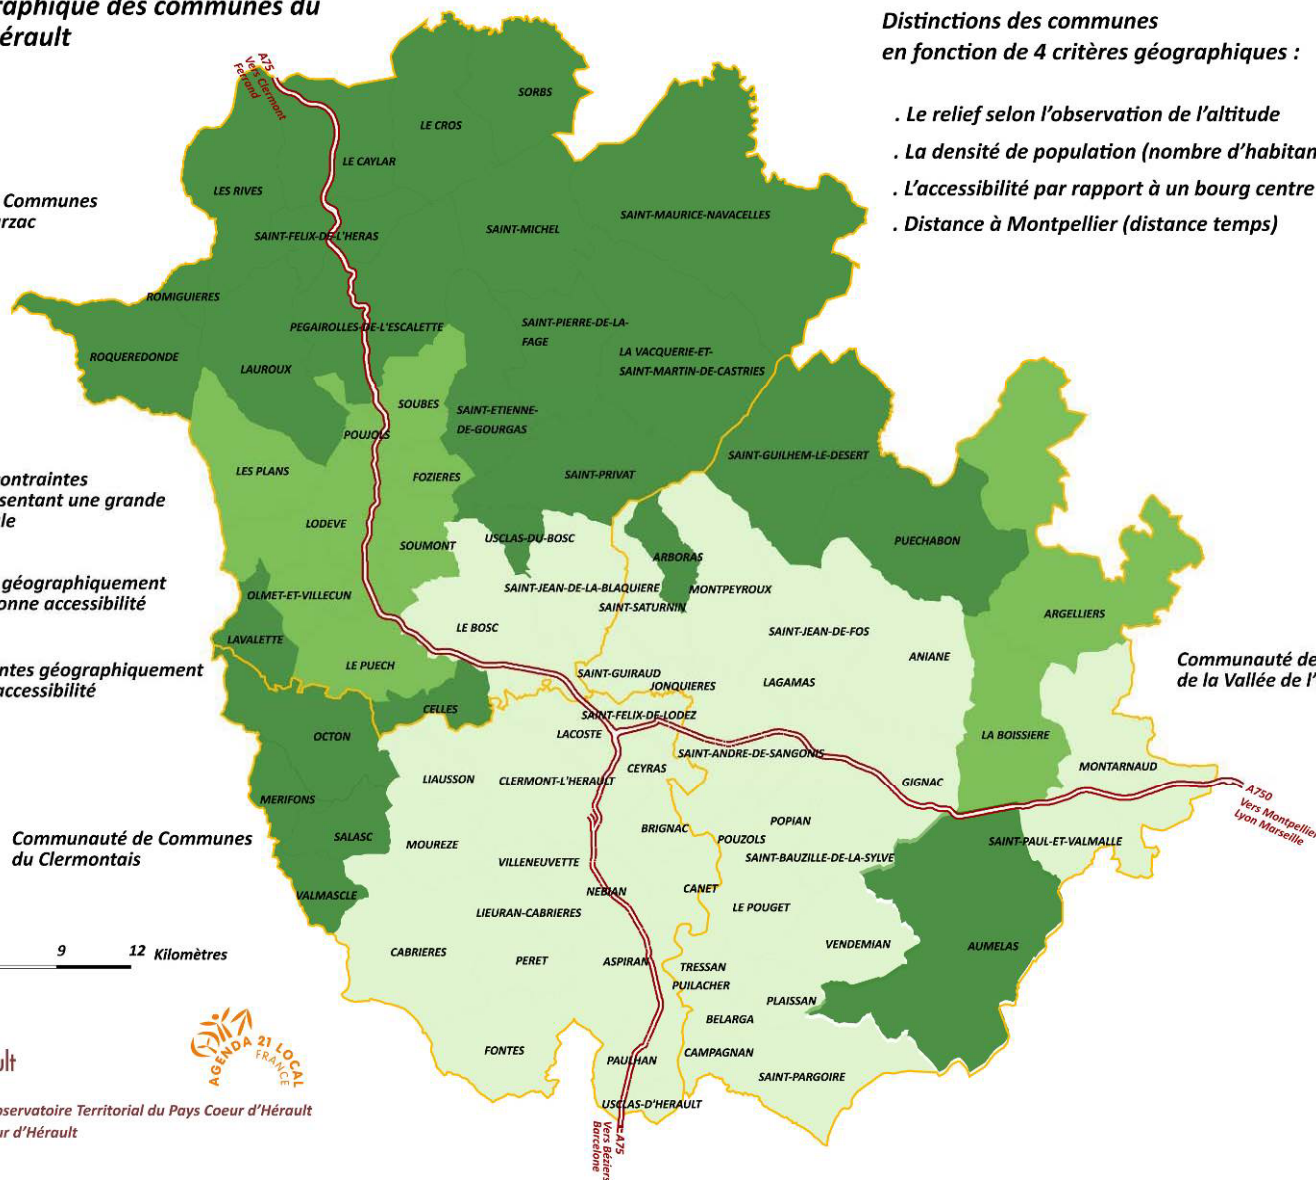 raphique des communes du
érault
Distinctions des communes
en fonction de 4 critères géographiques :
. Le relief selon l'observation de l'altitude
. La densité de population (nombre d'habitan
. L'accessibilité par rapport à un bourg centre
. Distance à Montpellier (distance temps)
A75
Vers Clermont
Ferrand
SORBS
LE CROS
LE CAYLAR
LES RIVES
Communes
rzac
SAINT-MAURICE-NAVACELLES
SAINT-MICHEL
SAINT-FELIX-DE-L'HERAS
ROMIGUIERES
PEGAIROLLES-DE-L'ESCALETTE
SAINT-PIERRE-DE-LA-
FAGE
ROQUEREDONDE
LAUROUX
LA VACQUERIE-ET-
SAINT-MARTIN-DE-CASTRIES
SOUBES
SAINT-ETIENNE-
DE-GOURGAS
POUJOLS
SAINT-GUILHEM-LE-DESERT
LES PLANS
FOZIERES
SAINT-PRIVAT
ontraintes
sentant une grande
le
LODEVE
SOUMONT
USCLAS-DU-BOSC
PUECHABON
ARBORAS
géographiquement
onne accessibilité
OLMET-ET-VILLECUN
SAINT-JEAN-DE-LA-BLAQUIERE
MONTPEYROUX
SAINT-SATURNIN
ARGELLIERS
LE BOSC
SAINT-JEAN-DE-FOS
LAVALETTE
ANIANE
Communauté de
de la Vallée de l'
ntes géographiquement
accessibilité
LE PUECH
SAINT-GUIRAUD
JONQUIERES
LAGAMAS
CELLES
SAINT-FELIX-DE-LODEZ
OCTON
LACOSTE
LA BOISSIERE
SAINT-ANDRE-DE-SANGONIS
LIAUSSON
CLERMONT-L'HERAULT
CEYRAS
GIGNAC
MONTARNAUD
A750
Vers Montpellier
Lyon Marseille
MERIFONS
Communauté de Communes
du Clermontais
SALASC
MOUREZE
BRIGNAC
POPIAN
POUZOLS
SAINT-PAUL-ET-VALMALLE
VILLENEUVETTE
SAINT-BAUZILLE-DE-LA-SYLVE
VALMASCLE
NEBIAN
CANET
LIEURAN-CABRIERES
LE POUGET
9 12 Kilomètres
CABRIERES
PERET
ASPIRAN
VENDEMIAN
AUMELAS
TRESSAN
PUILACHER
PLAISSAN
BELARGA
FONTES
PAULHAN
CAMPAGNAN
SAINT-PARGOIRE
USCLAS-D'HERAULT
AGENDA 21 LOCAL
FRANCE
ult
bservatoire Territorial du Pays Coeur d'Hérault
ur d'Hérault
A75
Vers Béziers
Barcelone